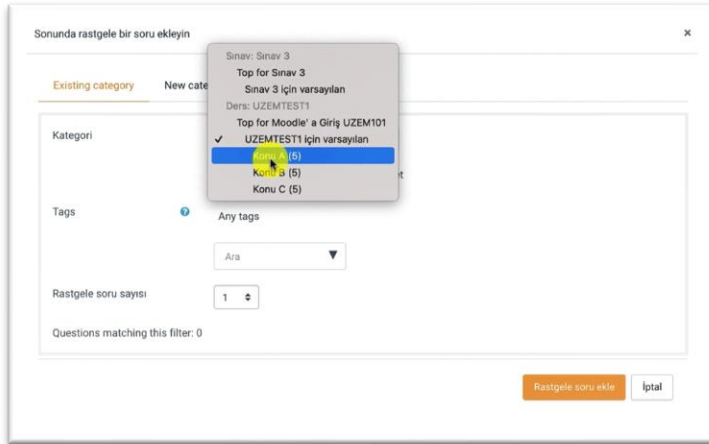 Sonunda rastgele bir soru ekleyin
×
Sınav: Sınav 3
Top for Sınav 3
Sınav 3 için varsayılan
Ders: UZEMTEST1
Top for Moodle' a Giriş UZEM101
✓ UZEMTEST1 için varsayılan
Konu A (5)
Konu B (5)
Konu C (5)
Existing category
New cate
Kategori
Tags
Any tags
Ara
Rastgele soru sayısı
1
Questions matching this filter: 0
Rastgele soru ekle
İptal